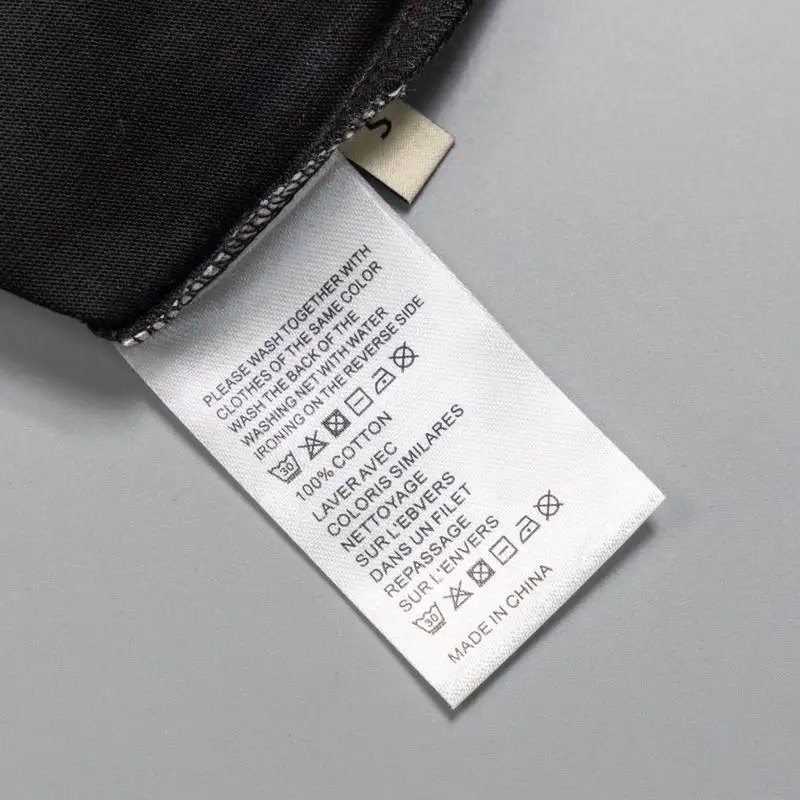 S
PLEASE WASH TOGETHER WITH
CLOTHES OF THE SAME COLOR
WASH THE BACK OF THE
WASHING NET WITH WATER
IRONING ON THE REVERSE SIDE
30
100% COTTON
LAVER AVEC
COLORIS SIMILARES
NETTOYAGE
SUR L'EBVERS
DANS UN FILET
REPASSAGE
SUR L'ENVERS
30
MADE IN CHINA